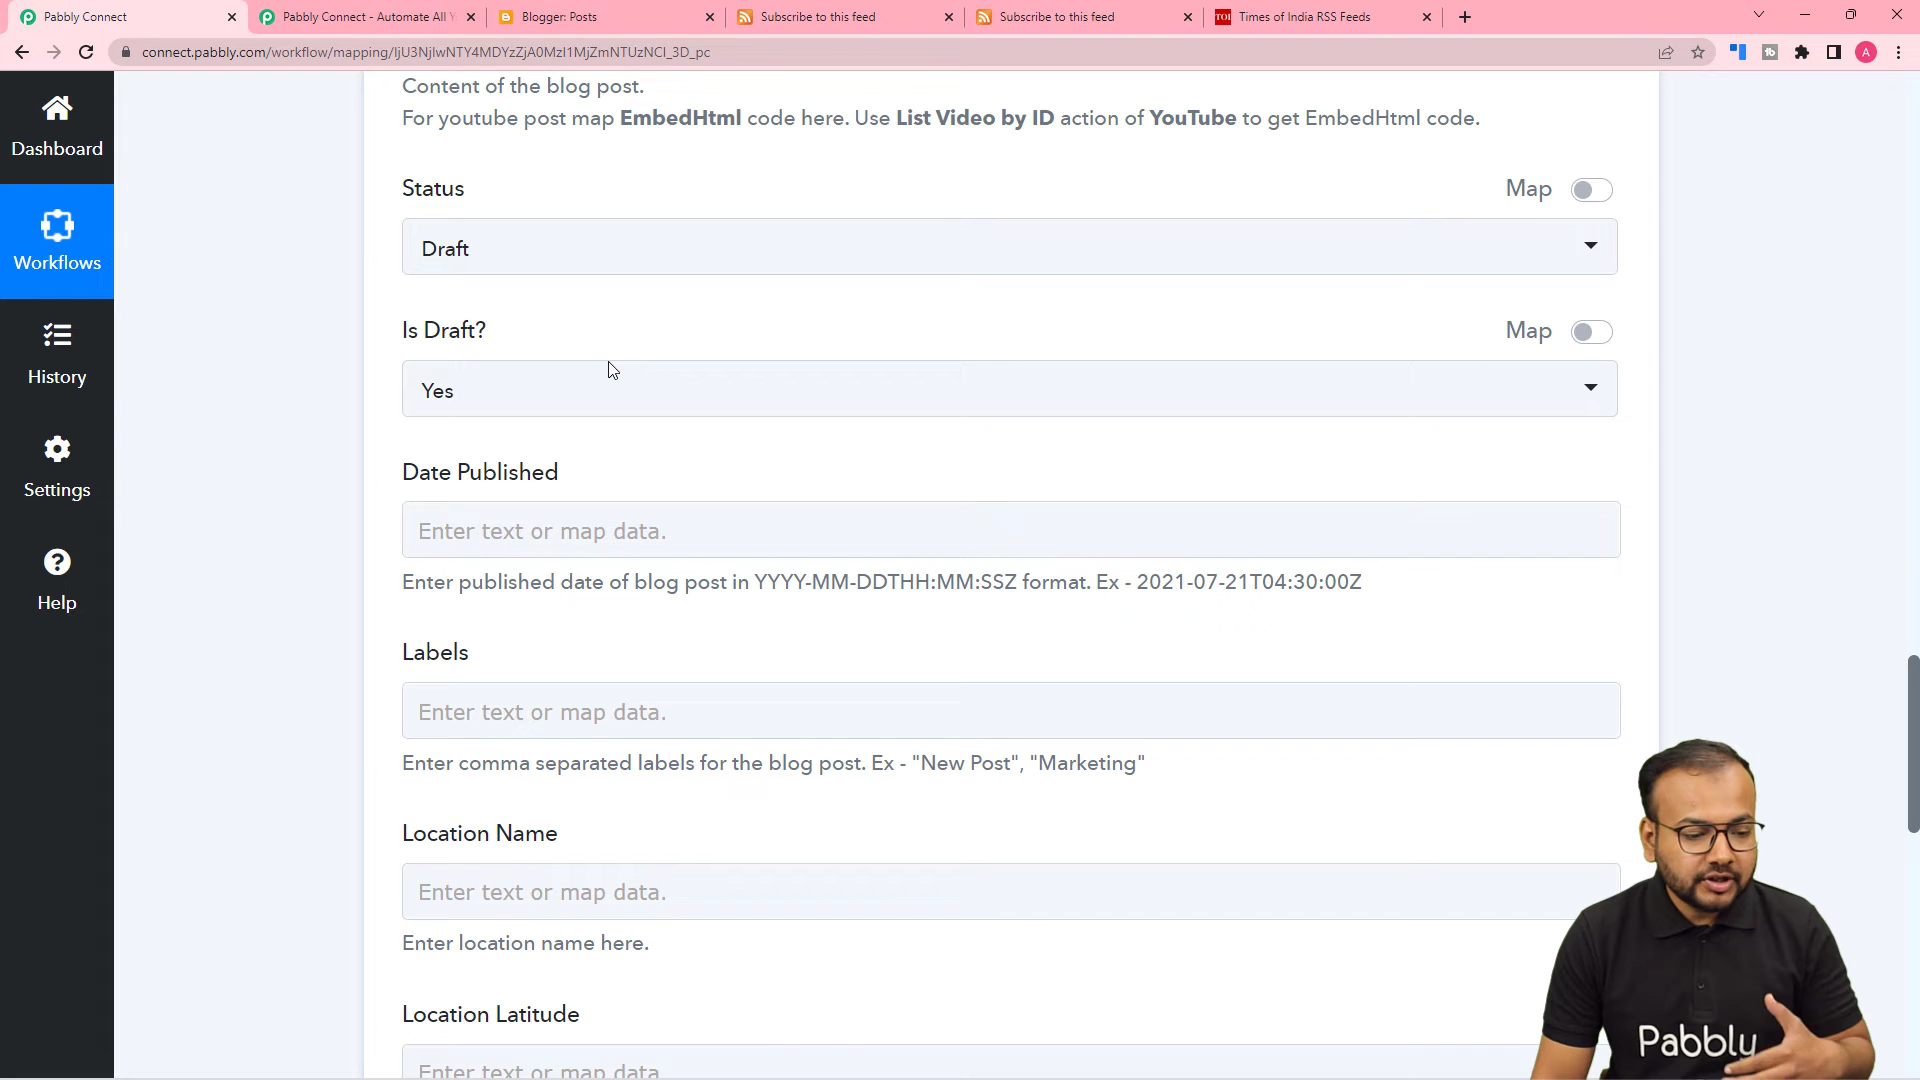 Pabbly Connect
Pabbly Connect - Automate All Y
Blogger: Posts
Subscribe to this feed
Subscribe to this feed
TOI
Times of India RSS Feeds
A
Dashboard
Workflows
History
Settings
Help
Content of the blog post.
For youtube post map EmbedHtml code here. Use List Video by ID action of YouTube to get EmbedHtml code.
Status
Map
Draft
Is Draft?
Map
Yes
Date Published
Enter text or map data.
Enter published date of blog post in YYYY-MM-DDTHH:MM:SSZ format. Ex - 2021-07-21T04:30:00Z
Labels
Enter text or map data.
Enter comma separated labels for the blog post. Ex - "New Post", "Marketing"
Location Name
Enter text or map data.
Enter location name here.
Location Latitude
Enter text or map data.
Pabbly